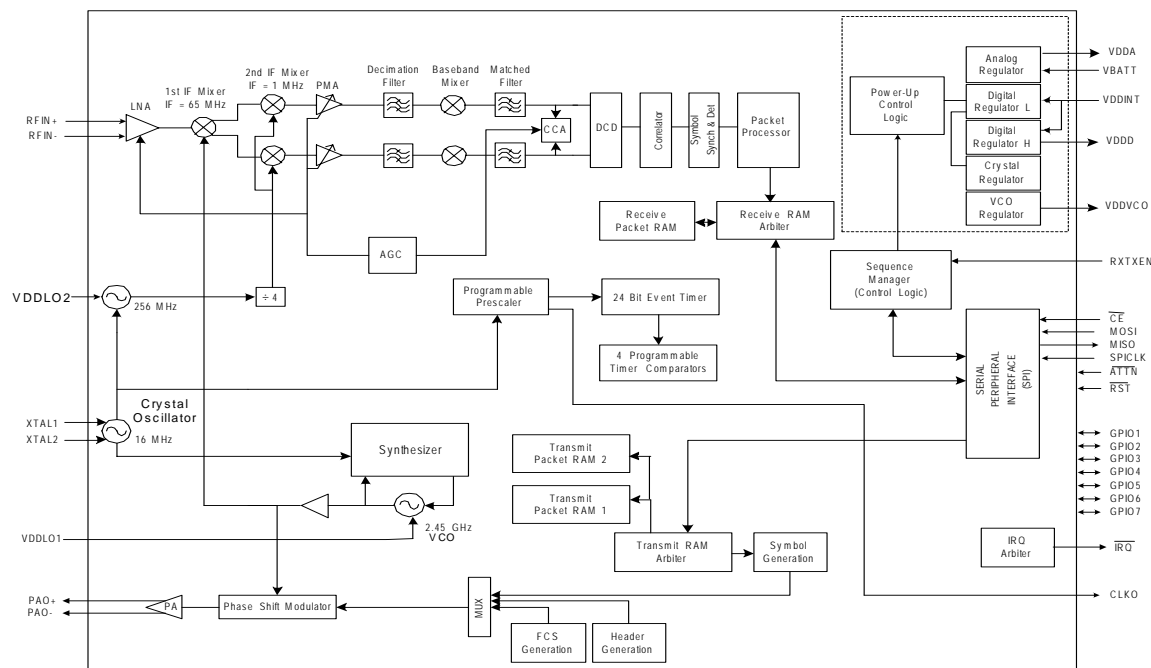 2nd IF Mixer
IF = 1 MHz
PMA
Decimation
Filter
Baseband
Mixer
Matched
Filter
1st IF Mixer
IF = 65 MHz
LNA
RFIN+
RFIN-
CCA
DCD
Correlator
Symbol
Synch & Det
Packet
Processor
Power-Up
Control
Logic
Analog
Regulator
Digital
Regulator L
Digital
Regulator H
Crystal
Regulator
VCO
Regulator
VDDA
VBATT
VDDINT
VDDD
VDDVCO
Receive
Packet RAM
Receive RAM
Arbiter
AGC
Sequence
Manager
(Control Logic)
RXTXEN
VDDLO2
256 MHz
÷ 4
Programmable
Prescaler
24 Bit Event Timer
4 Programmable
Timer Comparators
SERIAL
PERIPHERAL
INTERFACE
(SPI)
CE
MOSI
MISO
SPICLK
ATTN
RST
Crystal
Oscillator
XTAL1
XTAL2
16 MHz
Synthesizer
2.45 GHz
VCO
VDDLO1
Transmit
Packet RAM 2
Transmit
Packet RAM 1
Transmit RAM
Arbiter
Symbol
Generation
GPIO1
GPIO2
GPIO3
GPIO4
GPIO5
GPIO6
GPIO7
IRQ
Arbiter
IRQ
PAO+
PAO-
PA
Phase Shift Modulator
MUX
FCS
Generation
Header
Generation
CLKO